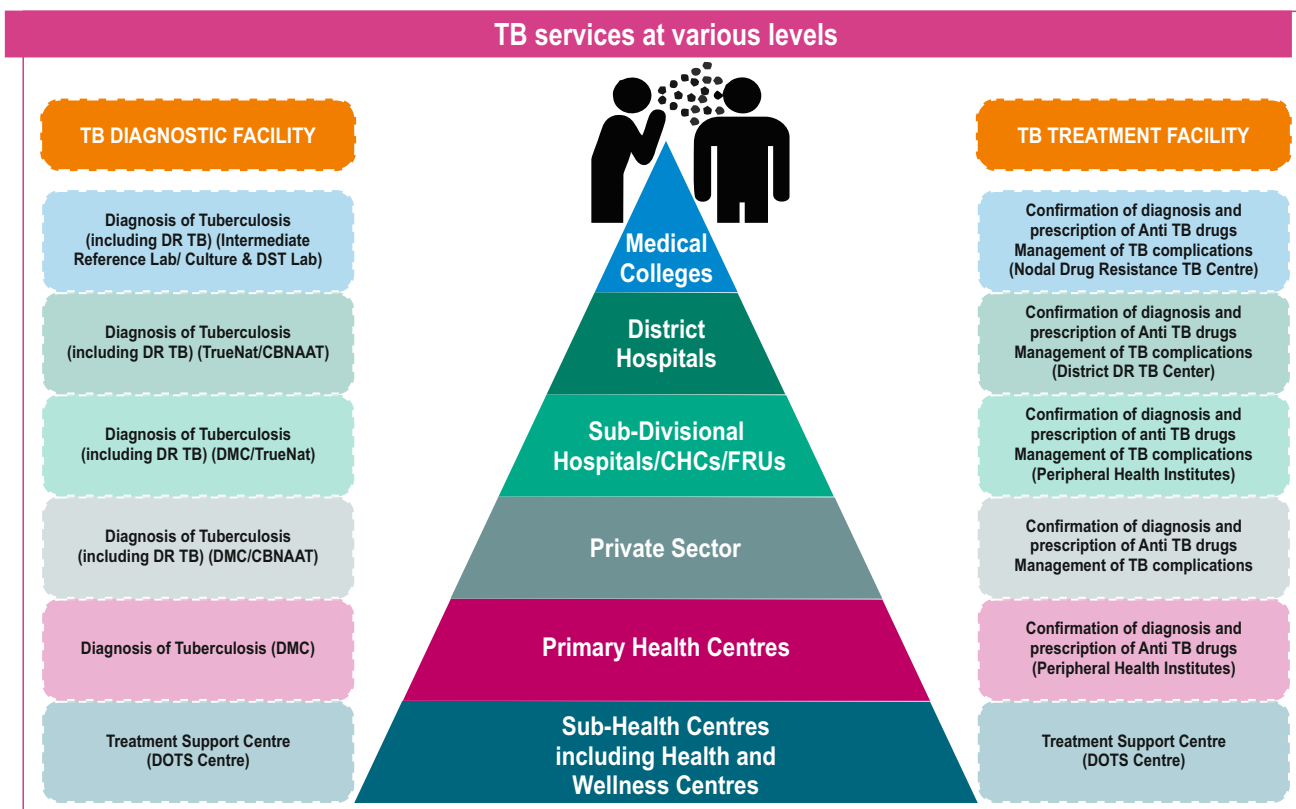 TB services at various levels
TB DIAGNOSTIC FACILITY
TB TREATMENT FACILITY
Diagnosis of Tuberculosis
(including DR TB) (Intermediate
Reference Lab/ Culture & DST Lab)
Medical
Colleges
Confirmation of diagnosis and
prescription of Anti TB drugs
Management of TB complications
(Nodal Drug Resistance TB Centre)
Diagnosis of Tuberculosis
(including DR TB) (TrueNat/CBNAAT)
District
Hospitals
Confirmation of diagnosis and
prescription of Anti TB drugs
Management of TB complications
(District DR TB Center)
Diagnosis of Tuberculosis
(including DR TB) (DMC/TrueNat)
Sub-Divisional
Hospitals/CHCs/FRUs
Confirmation of diagnosis and
prescription of anti TB drugs
Management of TB complications
(Peripheral Health Institutes)
Diagnosis of Tuberculosis
(including DR TB) (DMC/CBNAAT)
Private Sector
Confirmation of diagnosis and
prescription of Anti TB drugs
Management of TB complications
Diagnosis of Tuberculosis (DMC)
Primary Health Centres
Confirmation of diagnosis and
prescription of Anti TB drugs
(Peripheral Health Institutes)
Treatment Support Centre
(DOTS Centre)
Sub-Health Centres
including Health and
Wellness Centres
Treatment Support Centre
(DOTS Centre)